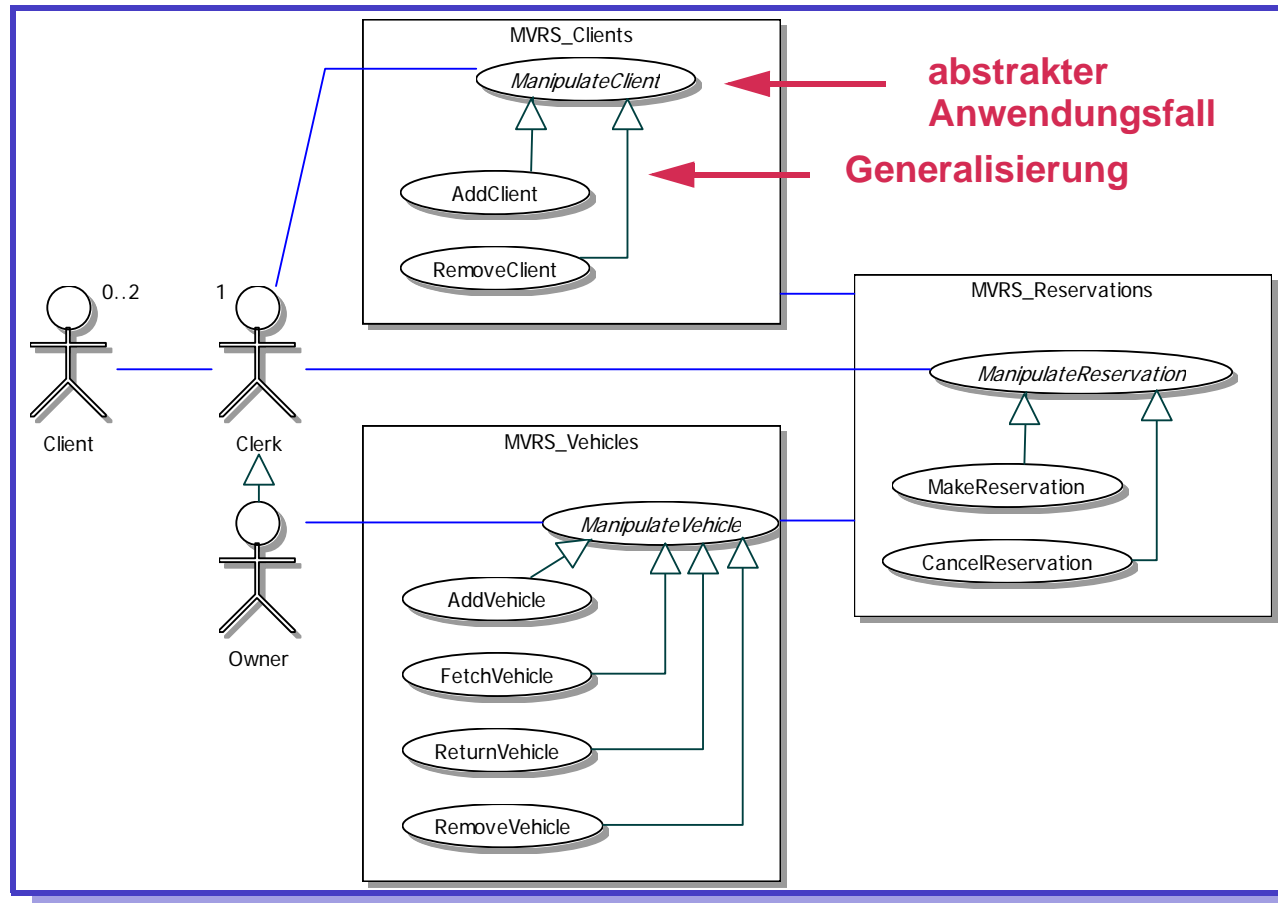 MVRS_Clients
ManipulateClient
abstrakter
Anwendungsfall
Generalisierung
AddClient
RemoveClient
0..2
1
Client
Clerk
Owner
MVRS_Reservations
ManipulateReservation
MakeReservation
CancelReservation
MVRS_Vehicles
ManipulateVehicle
AddVehicle
FetchVehicle
ReturnVehicle
RemoveVehicle